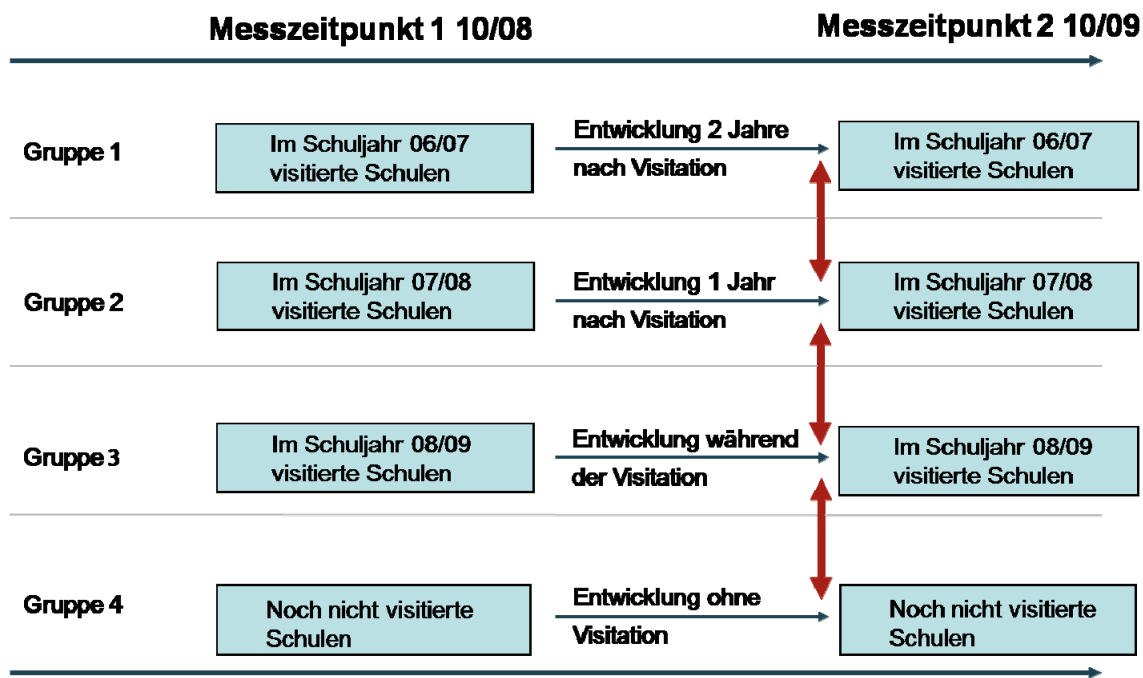 Messzeitpunkt 1 10/08
Messzeitpunkt 2 10/09
Gruppe 1
Im Schuljahr 06/07
visitierte Schulen
Entwicklung 2 Jahre
nach Visitation
Im Schuljahr 06/07
visitierte Schulen
Gruppe 2
Im Schuljahr 07/08
visitierte Schulen
Entwicklung 1 Jahr
nach Visitation
Im Schuljahr 07/08
visitierte Schulen
Gruppe 3
Im Schuljahr 08/09
visitierte Schulen
Entwicklung während
der Visitation
Im Schuljahr 08/09
visitierte Schulen
Gruppe 4
Noch nicht visitierte
Schulen
Entwicklung ohne
Visitation
Noch nicht visitierte
Schulen